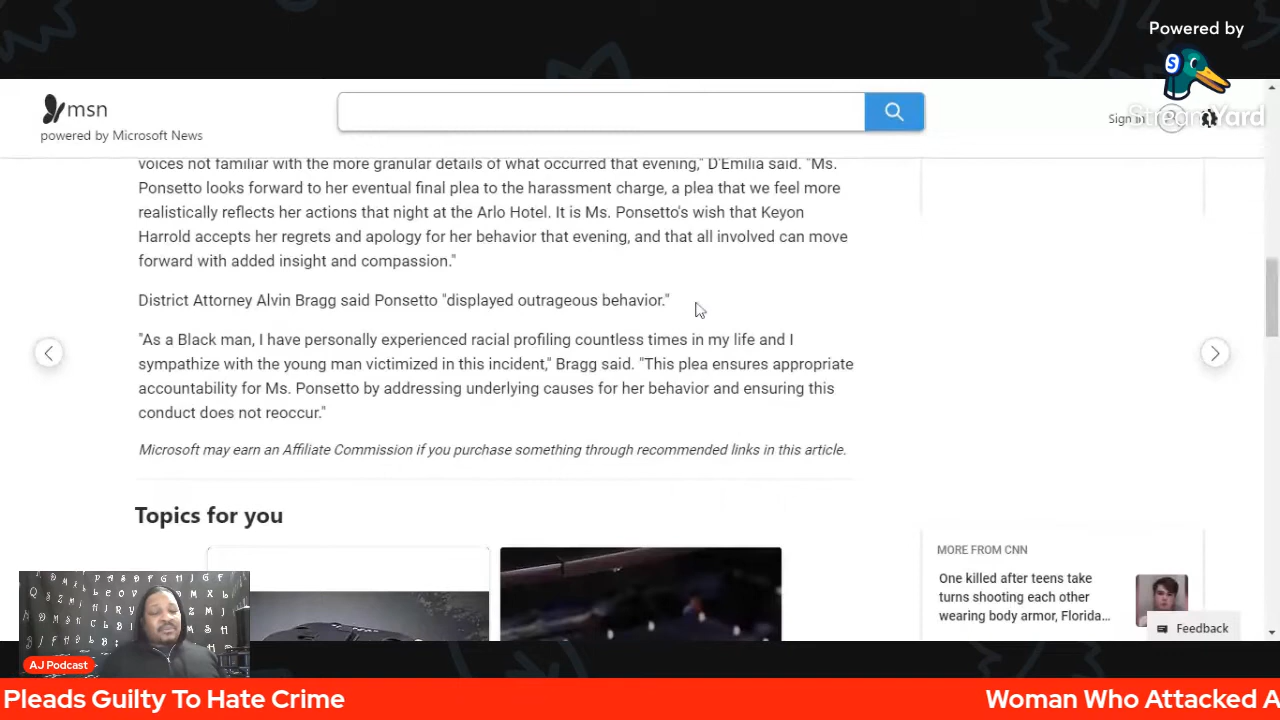 Powered by
StreamYard
msn
powered by Microsoft News
Sign in
voices not familiar with the more granular details of what occurred that evening," D'Emilia said. "Ms.
Ponsetto looks forward to her eventual final plea to the harassment charge, a plea that we feel more
realistically reflects her actions that night at the Arlo Hotel. It is Ms. Ponsetto's wish that Keyon
Harrold accepts her regrets and apology for her behavior that evening, and that all involved can move
forward with added insight and compassion."
District Attorney Alvin Bragg said Ponsetto "displayed outrageous behavior."
"As a Black man, I have personally experienced racial profiling countless times in my life and I
sympathize with the young man victimized in this incident," Bragg said. "This plea ensures appropriate
accountability for Ms. Ponsetto by addressing underlying causes for her behavior and ensuring this
conduct does not reoccur."
Microsoft may earn an Affiliate Commission if you purchase something through recommended links in this article.
Topics for you
MORE FROM CNN
One killed after teens take
turns shooting each other
wearing body armor, Florida...
Feedback
AJ Podcast
Pleads Guilty To Hate Crime
Woman Who Attacked A